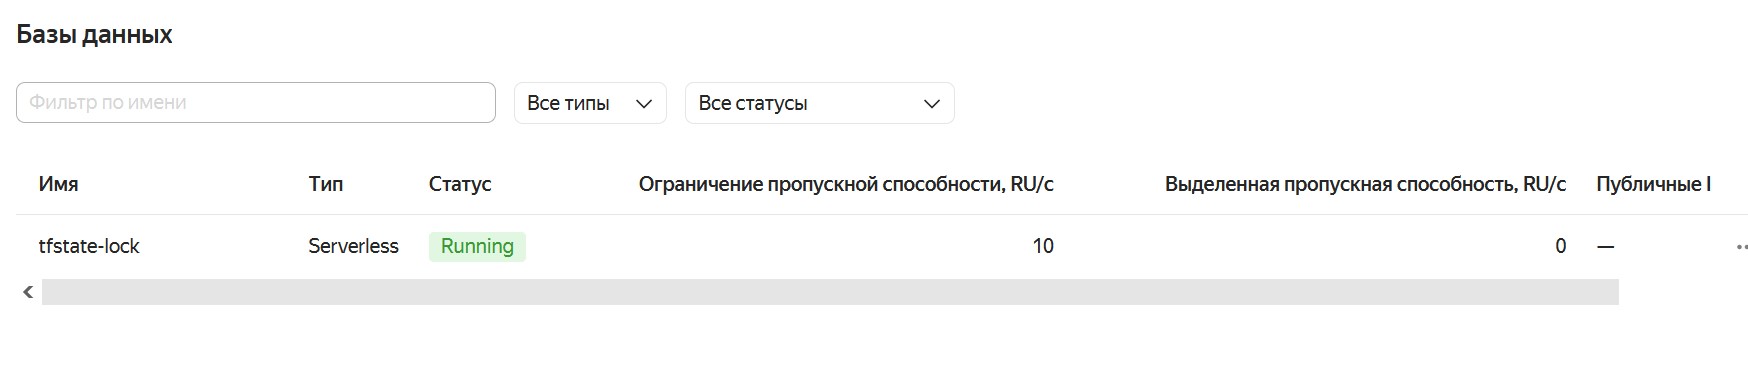 Базы данных
Фильтр по имени
Все типы
Все статусы
Имя Тип Статус Ограничение пропускной способности, RU/с Выделенная пропускная способность, RU/с Публичные I
tfstate-lock Serverless Running 10 0 —